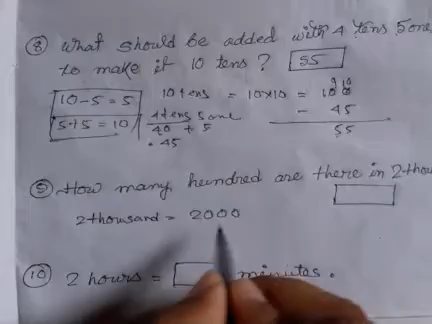 ⑧ What should be added with 4 tens 5 one
to make it 10 tens? 55
10 - 5 = 5 10 tens = 10×10 = 100
5+5 = 10 4 tens 5 one - 45
40 + 5 55
. 45
⑨ How many hundred are there in 2 thou
2 thousand = 2000
⑩ 2 hours = minutes.